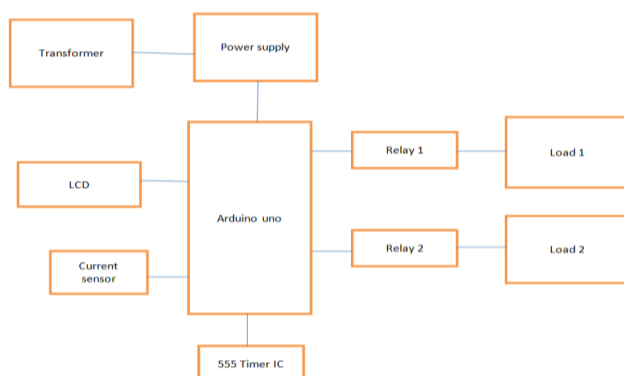 Transformer
Power supply
Relay 1
Load 1
LCD
Arduino uno
Relay 2
Load 2
Current
sensor
555 Timer IC